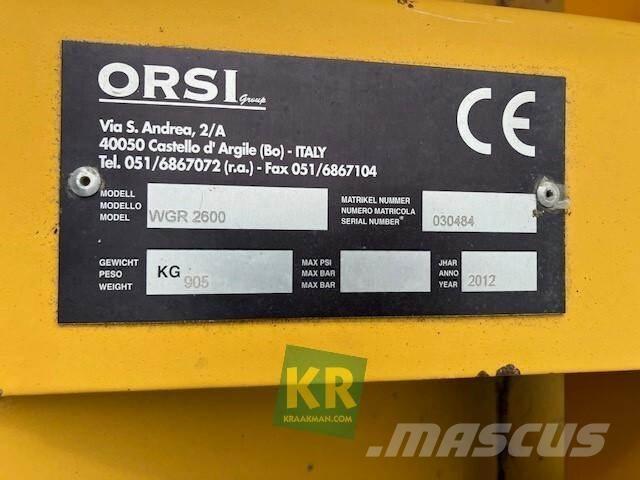 ORSI
Group
Via S. Andrea, 2/A
40050 Castello d' Argile (Bo) - ITALY
Tel. 051/6867072 (r.a.) - Fax 051/6867104
CE
MODELL
MODELLO
MODEL
WGR 2600
MATRIKEL NUMMER
NUMERO MATRICOLA
SERIAL NUMBER*
030484
GEWICHT
PESO
WEIGHT
KG
905
MAX PSI
MAX BAR
MAX BAR
JHAR
ANNO
YEAR
2012
KR
KRAAKMAN.COM
MASCUS